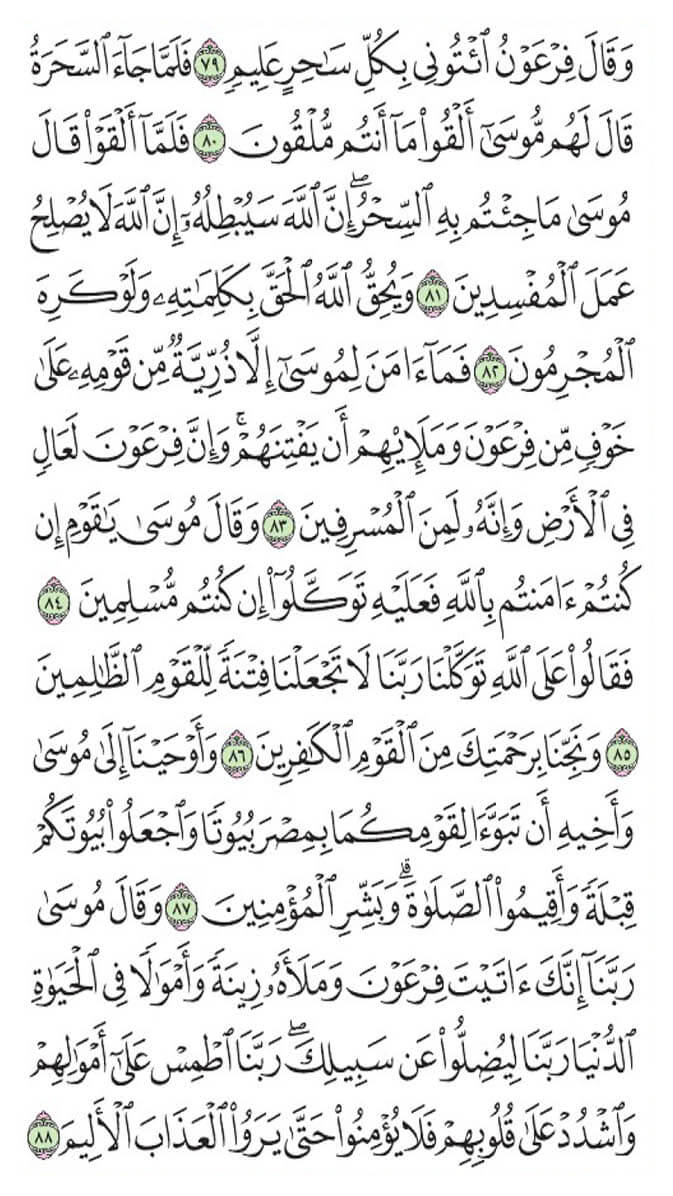 وَقَالَ فِرۡعَوۡنُ ٱئۡتُونِي بِكُلِّ سَٰحِرٍ عَلِيمٖ ٧٩ فَلَمَّا جَآءَ ٱلسَّحَرَةُ
قَالَ لَهُم مُّوسَىٰٓ أَلۡقُواْ مَآ أَنتُم مُّلۡقُونَ ٨٠ فَلَمَّآ أَلۡقَوۡاْ قَالَ
مُوسَىٰ مَا جِئۡتُم بِهِ ٱلسِّحۡرُۖ إِنَّ ٱللَّهَ سَيُبۡطِلُهُۥٓ إِنَّ ٱللَّهَ لَا يُصۡلِحُ
عَمَلَ ٱلۡمُفۡسِدِينَ ٨١ وَيُحِقُّ ٱللَّهُ ٱلۡحَقَّ بِكَلِمَٰتِهِۦ وَلَوۡ كَرِهَ
ٱلۡمُجۡرِمُونَ ٨٢ فَمَآ ءَامَنَ لِمُوسَىٰٓ إِلَّا ذُرِّيَّةٞ مِّن قَوۡمِهِۦ عَلَىٰ
خَوۡفٖ مِّن فِرۡعَوۡنَ وَمَلَإِيْهِمۡ أَن يَفۡتِنَهُمۡۚ وَإِنَّ فِرۡعَوۡنَ لَعَالٖ
فِي ٱلۡأَرۡضِ وَإِنَّهُۥ لَمِنَ ٱلۡمُسۡرِفِينَ ٨٣ وَقَالَ مُوسَىٰ يَٰقَوۡمِ إِن
كُنتُمۡ ءَامَنتُم بِٱللَّهِ فَعَلَيۡهِ تَوَكَّلُوٓاْ إِن كُنتُم مُّسۡلِمِينَ ٨٤
فَقَالُواْ عَلَى ٱللَّهِ تَوَكَّلۡنَا رَبَّنَا لَا تَجۡعَلۡنَا فِتۡنَةٗ لِّلۡقَوۡمِ ٱلظَّٰلِمِينَ
٨٥ وَنَجِّنَا بِرَحۡمَتِكَ مِنَ ٱلۡقَوۡمِ ٱلۡكَٰفِرِينَ ٨٦ وَأَوۡحَيۡنَآ إِلَىٰ مُوسَىٰ
وَأَخِيهِ أَن تَبَوَّءَا لِقَوۡمِكُمَا بِمِصۡرَ بُيُوتٗا وَٱجۡعَلُواْ بُيُوتَكُمۡ
قِبۡلَةٗ وَأَقِيمُواْ ٱلصَّلَوٰةَۗ وَبَشِّرِ ٱلۡمُؤۡمِنِينَ ٨٧ وَقَالَ مُوسَىٰ
رَبَّنَآ إِنَّكَ ءَاتَيۡتَ فِرۡعَوۡنَ وَمَلَأَهُۥ زِينَةٗ وَأَمۡوَٰلٗا فِي ٱلۡحَيَوٰةِ
ٱلدُّنۡيَا رَبَّنَا لِيُضِلُّواْ عَن سَبِيلِكَۖ رَبَّنَا ٱطۡمِسۡ عَلَىٰٓ أَمۡوَٰلِهِمۡ
وَٱشۡدُدۡ عَلَىٰ قُلُوبِهِمۡ فَلَا يُؤۡمِنُواْ حَتَّىٰ يَرَوُاْ ٱلۡعَذَابَ ٱلۡأَلِيمَ ٨٨